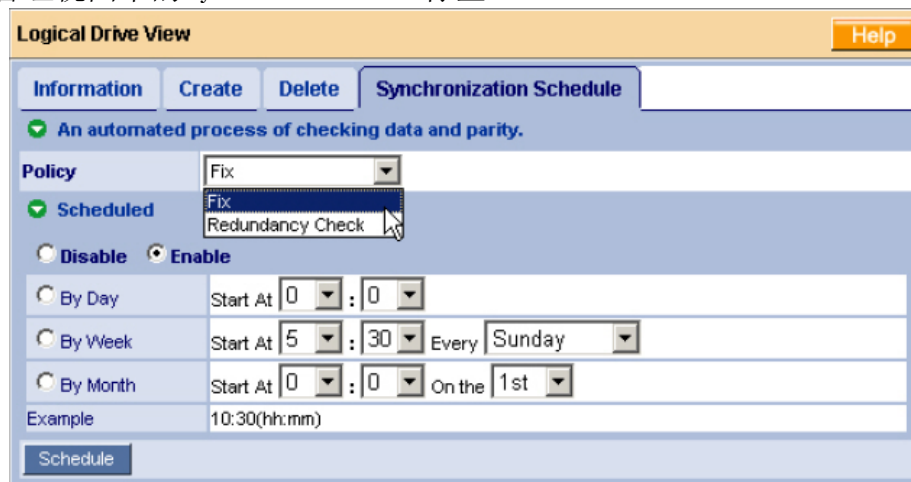 Logical Drive View Help
Information Create Delete Synchronization Schedule
An automated process of checking data and parity.
Policy Fix
Fix
Redundancy Check
Scheduled
Disable Enable
By Day Start At 0 : 0
By Week Start At 5 : 30 Every Sunday
By Month Start At 0 : 0 On the 1st
Example 10:30(hh:mm)
Schedule